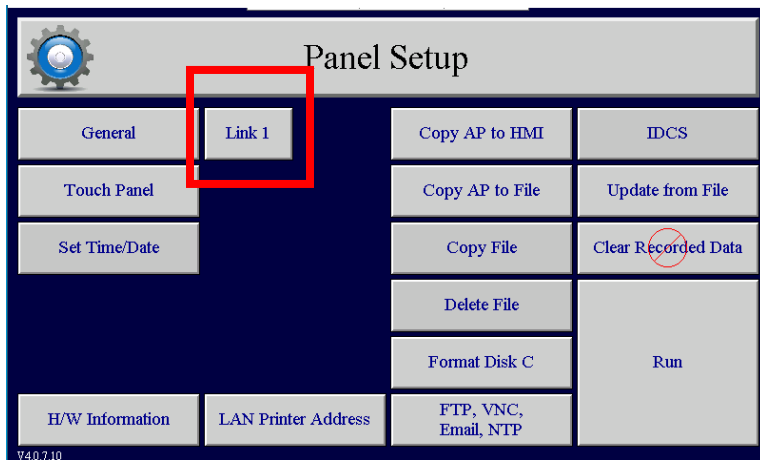 Panel Setup
General
Link 1
Copy AP to HMI
IDCS
Touch Panel
Copy AP to File
Update from File
Set Time/Date
Copy File
Clear Recorded Data
Delete File
Format Disk C
Run
H/W Information
LAN Printer Address
FTP, VNC,
Email, NTP
V4.0.7.10